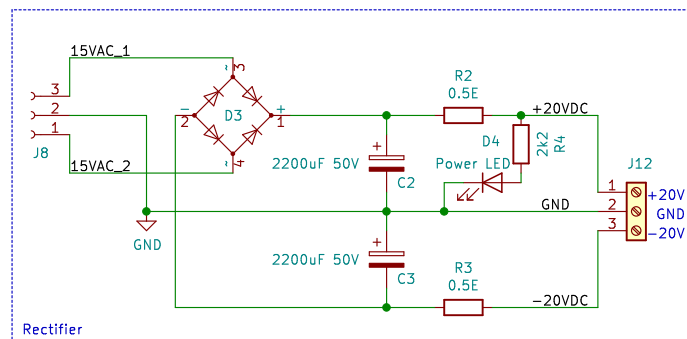 15VAC_1
3
2
1
J8
15VAC_2
GND
~
3
-
2
D3
+
1
~
4
R2
0.5E
+20VDC
D4
Power LED
2k2
R4
+
2200uF 50V
C2
GND
+
2200uF 50V
C3
R3
0.5E
-20VDC
J12
1
+20V
2
GND
3
-20V
Rectifier